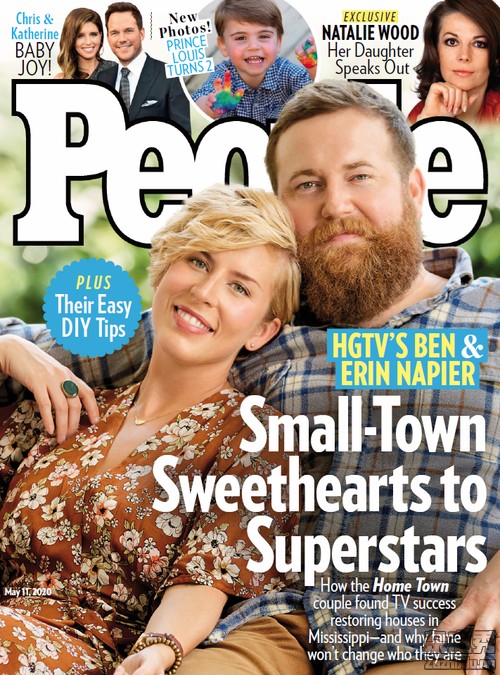 Chris &
Katherine
BABY
JOY!
New
Photos!
PRINCE
LOUIS
TURNS 2
EXCLUSIVE
NATALIE WOOD
Her Daughter
Speaks Out
People
PLUS
Their Easy
DIY Tips
HGTV'S BEN &
ERIN NAPIER
Small-Town
Sweethearts to
Superstars
May 11, 2020
How the Home Town
couple found TV success
restoring houses in
Mississippi—and why fame
won't change who they are